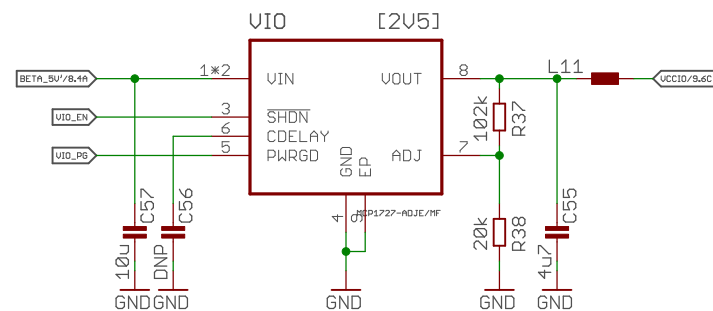 VIO [2V5]
BETA_5V'/8.4A
1*2 VIN VOUT 8
L11
VCCIO/9.6C
VIO_EN
3 SHDN
6 CDELAY
VIO_PG
5 PWRGD
GND
EP
ADJ 7
102k
R37
4
9
MCP1727-ADJE/MF
20k
R38
C57
10u
C56
DNP
C55
4u7
GND GND GND GND GND